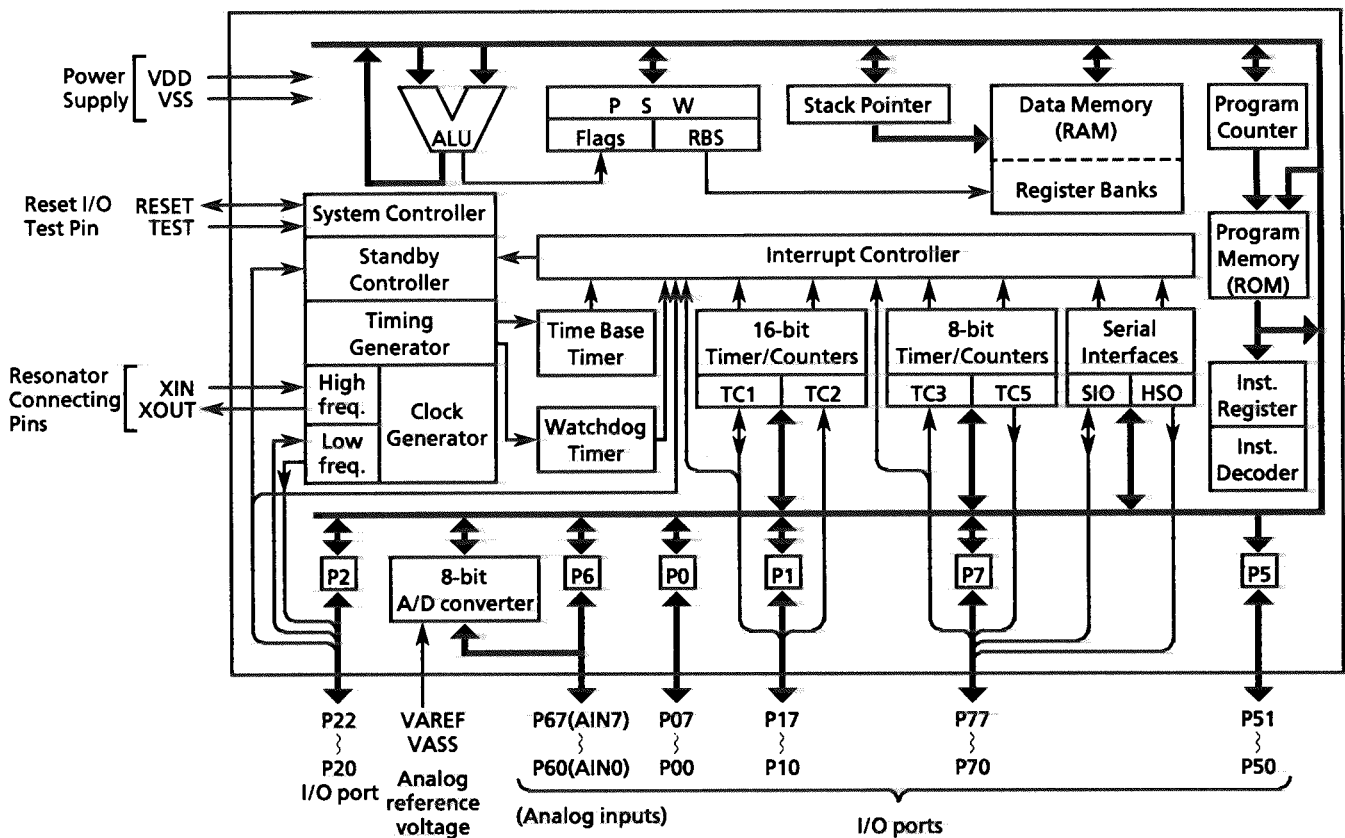 Power
Supply
VDD
VSS
ALU
P S W
Flags
RBS
Stack Pointer
Data Memory
(RAM)
Register Banks
Program
Counter
Reset I/O
Test Pin
RESET
TEST
System Controller
Standby
Controller
Timing
Generator
High
freq.
Low
freq.
Clock
Generator
Interrupt Controller
Program
Memory
(ROM)
Time Base
Timer
Watchdog
Timer
16-bit
Timer/Counters
TC1
TC2
8-bit
Timer/Counters
TC3
TC5
Serial
Interfaces
SIO
HSO
Inst.
Register
Inst.
Decoder
Resonator
Connecting
Pins
XIN
XOUT
P2
8-bit
A/D converter
P6
P0
P1
P7
P5
P22
P20
I/O port
VAREF
VASS
Analog
reference
voltage
P67(AIN7)
P60(AIN0)
(Analog inputs)
P07
P00
P17
P10
P77
P70
P51
P50
I/O ports